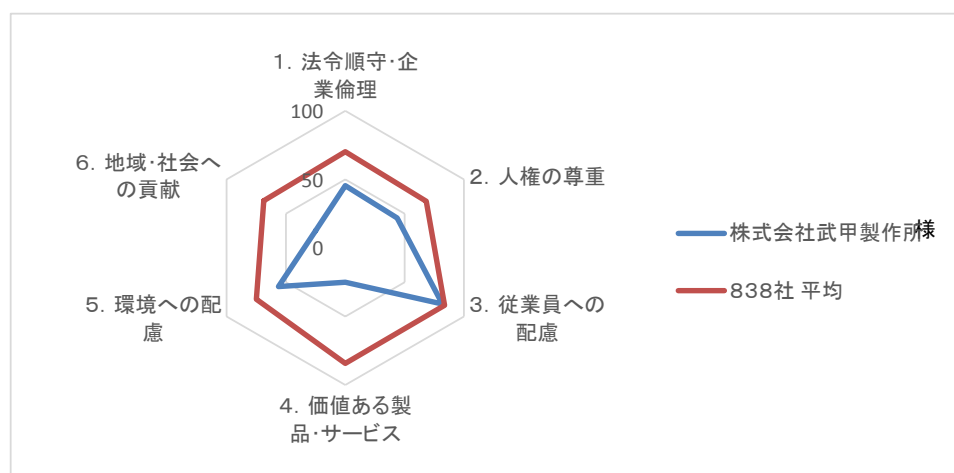 1. 法令順守･企
業倫理
100
6. 地域･社会へ
の貢献
50
2. 人権の尊重
0
株式会社武甲製作所様
838社 平均
5. 環境への配
慮
3. 従業員への
配慮
4. 価値ある製
品･サービス